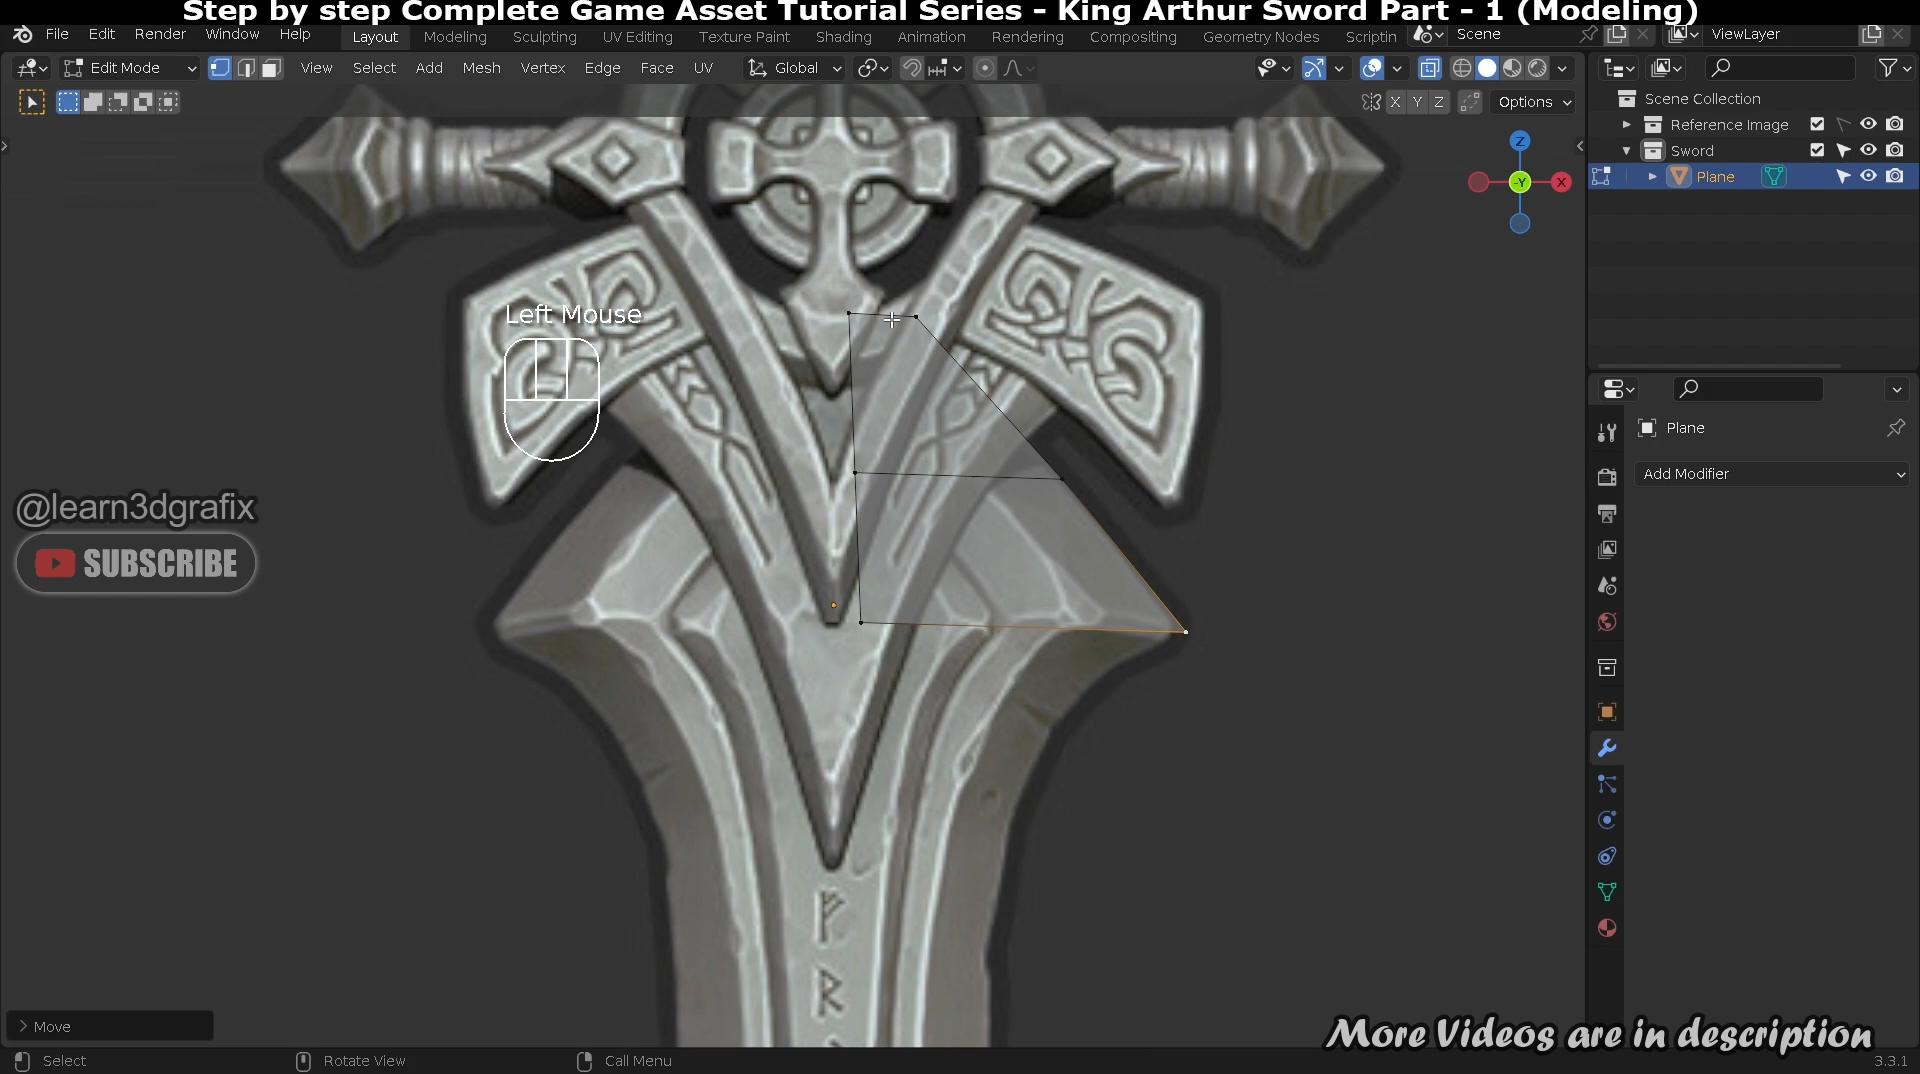 Step by step Complete Game Asset Tutorial Series - King Arthur Sword Part - 1 (Modeling)
File Edit Render Window Help Layout Modeling Sculpting UV Editing Texture Paint Shading Animation Rendering Compositing Geometry Nodes Scriptin Scene ViewLayer
Edit Mode View Select Add Mesh Vertex Edge Face UV Global
X Y Z Options
Scene Collection
Reference Image
Sword
Plane
Z
-Y X
Left Mouse
Plane
Add Modifier
@learn3dgrafix
SUBSCRIBE
ᚠ
ᚱ
Move
More Videos are in description
Select Rotate View Call Menu 3.3.1